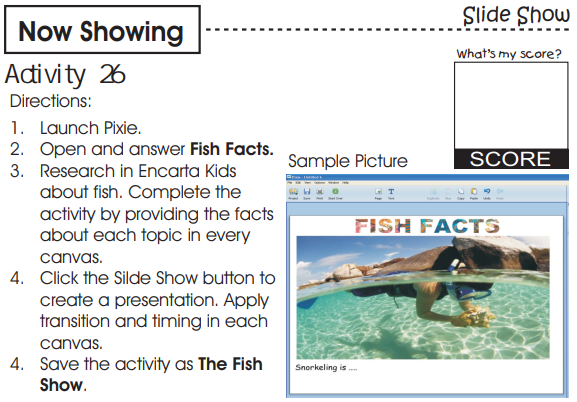 Slide Show
Now Showing
What's my score?
SCORE
Activity 26
Directions:
1. Launch Pixie.
2. Open and answer Fish Facts.
3. Research in Encarta Kids
about fish. Complete the
activity by providing the facts
about each topic in every
canvas.
4. Click the Silde Show button to
create a presentation. Apply
transition and timing in each
canvas.
4. Save the activity as The Fish
Show.
Sample Picture
FISH FACTS
Snorkeling is ....